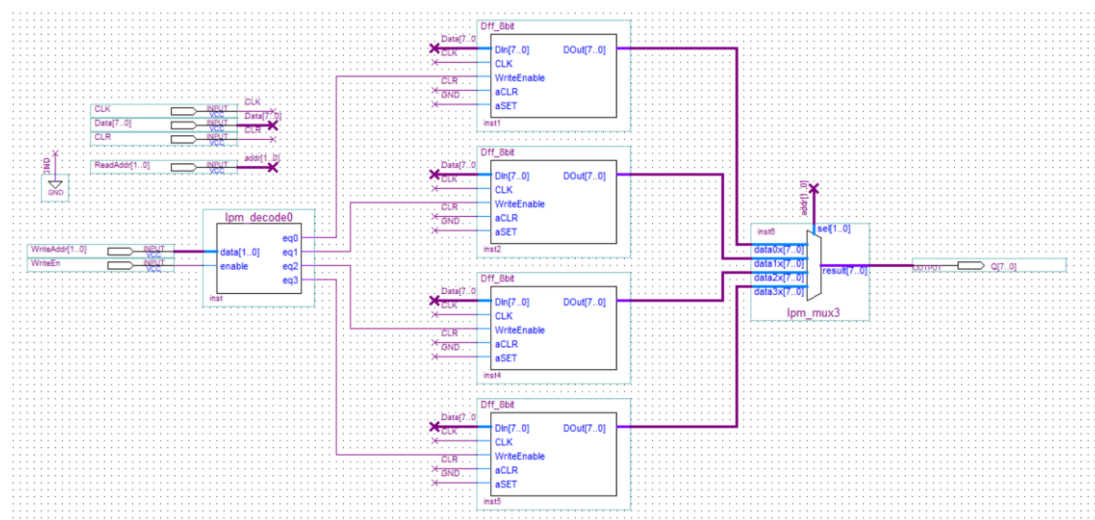 Dff_8bit
Data[7..0]
DIn[7..0] DOut[7..0]
CLK
CLK
WriteEnable
CLR
aCLR
GND
aSET
inst1
CLK INPUT VCC CLK
Data[7..0] INPUT VCC Data[7..0]
CLR INPUT VCC CLR
ReadAddr[1..0] INPUT VCC addr[1..0]
GND
GND
Dff_8bit
Data[7..0]
DIn[7..0] DOut[7..0]
CLK
CLK
WriteEnable
CLR
aCLR
GND
aSET
inst2
lpm_decode0
WriteAddr[1..0] INPUT VCC
WriteEn INPUT VCC
data[1..0]
enable
eq0
eq1
eq2
eq3
inst
Dff_8bit
Data[7..0]
DIn[7..0] DOut[7..0]
CLK
CLK
WriteEnable
CLR
aCLR
GND
aSET
inst4
addr[1..0]
inst6
sel[1..0]
data0x[7..0]
data1x[7..0]
data2x[7..0]
data3x[7..0]
result[7..0]
lpm_mux3
OUTPUT Q[7..0]
Dff_8bit
Data[7..0]
DIn[7..0] DOut[7..0]
CLK
CLK
WriteEnable
CLR
aCLR
GND
aSET
inst5